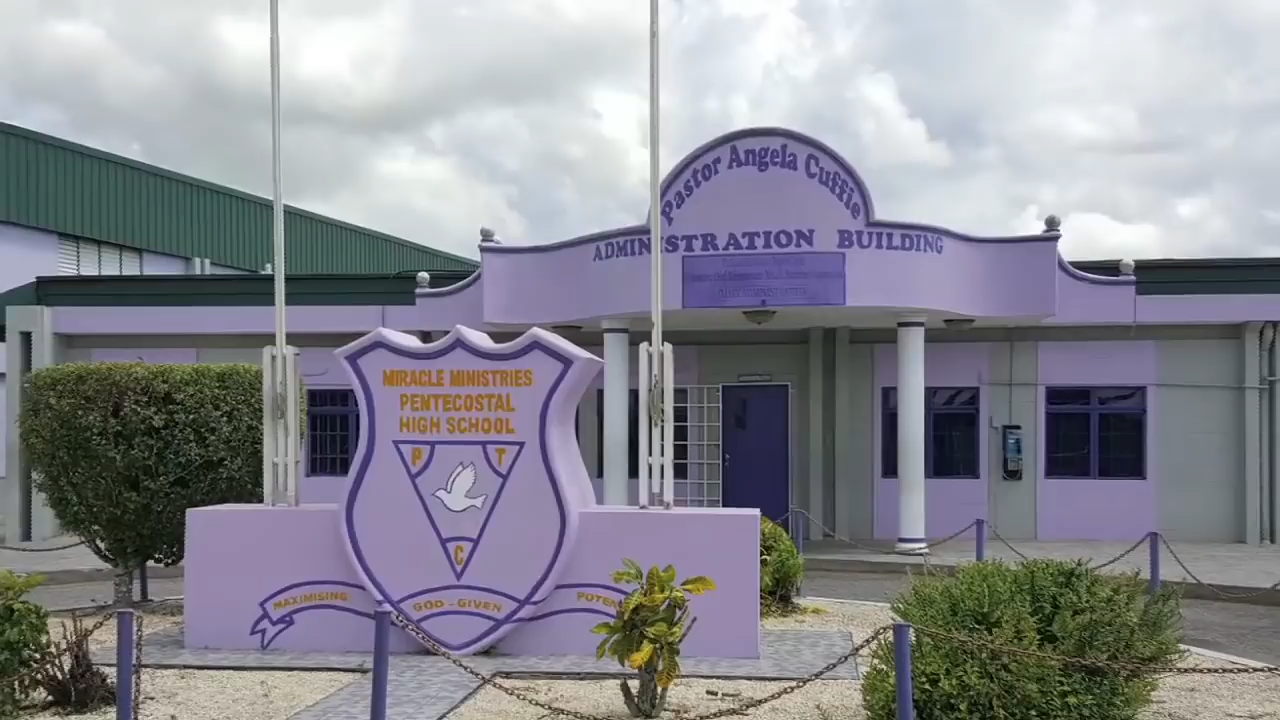 Pastor Angela Cuffie
ADMINISTRATION BUILDING
MIRACLE MINISTRIES
PENTECOSTAL
HIGH SCHOOL
P T
C
MAXIMISING GOD - GIVEN POTEN